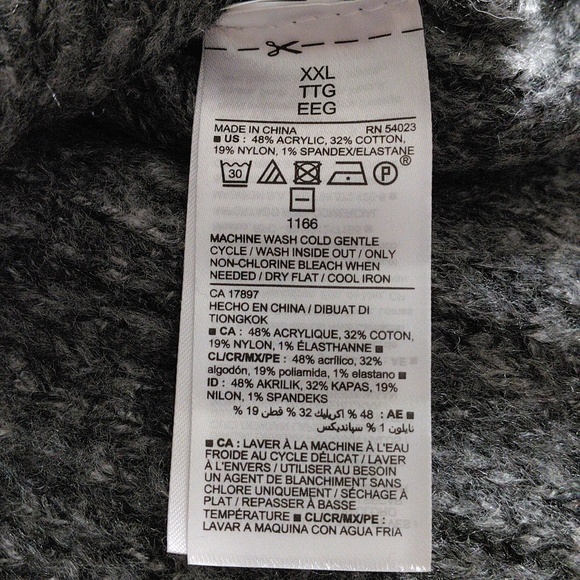 XXL
TTG
EEG
MADE IN CHINA RN 54023
■ US : 48% ACRYLIC, 32% COTTON,
19% NYLON, 1% SPANDEX/ELASTANE
30 P ®
1166
MACHINE WASH COLD GENTLE
CYCLE / WASH INSIDE OUT / ONLY
NON-CHLORINE BLEACH WHEN
NEEDED / DRY FLAT / COOL IRON
CA 17897
HECHO EN CHINA / DIBUAT DI
TIONGKOK
■ CA : 48% ACRYLIQUE, 32% COTON,
19% NYLON, 1% ÉLASTHANNE ■
CL/CR/MX/PE : 48% acrílico, 32%
algodón, 19% poliamida, 1% elastano ■
ID : 48% AKRILIK, 32% KAPAS, 19%
NILON, 1% SPANDEKS
■ AE : 48 % اكريليك 32 % قطن 19 %
نايلون 1 % سباندیکس
■ CA : LAVER À LA MACHINE À L'EAU
FROIDE AU CYCLE DÉLICAT / LAVER
À L'ENVERS / UTILISER AU BESOIN
UN AGENT DE BLANCHIMENT SANS
CHLORE UNIQUEMENT / SÉCHAGE À
PLAT / REPASSER À BASSE
TEMPÉRATURE ■ CL/CR/MX/PE :
LAVAR A MAQUINA CON AGUA FRIA